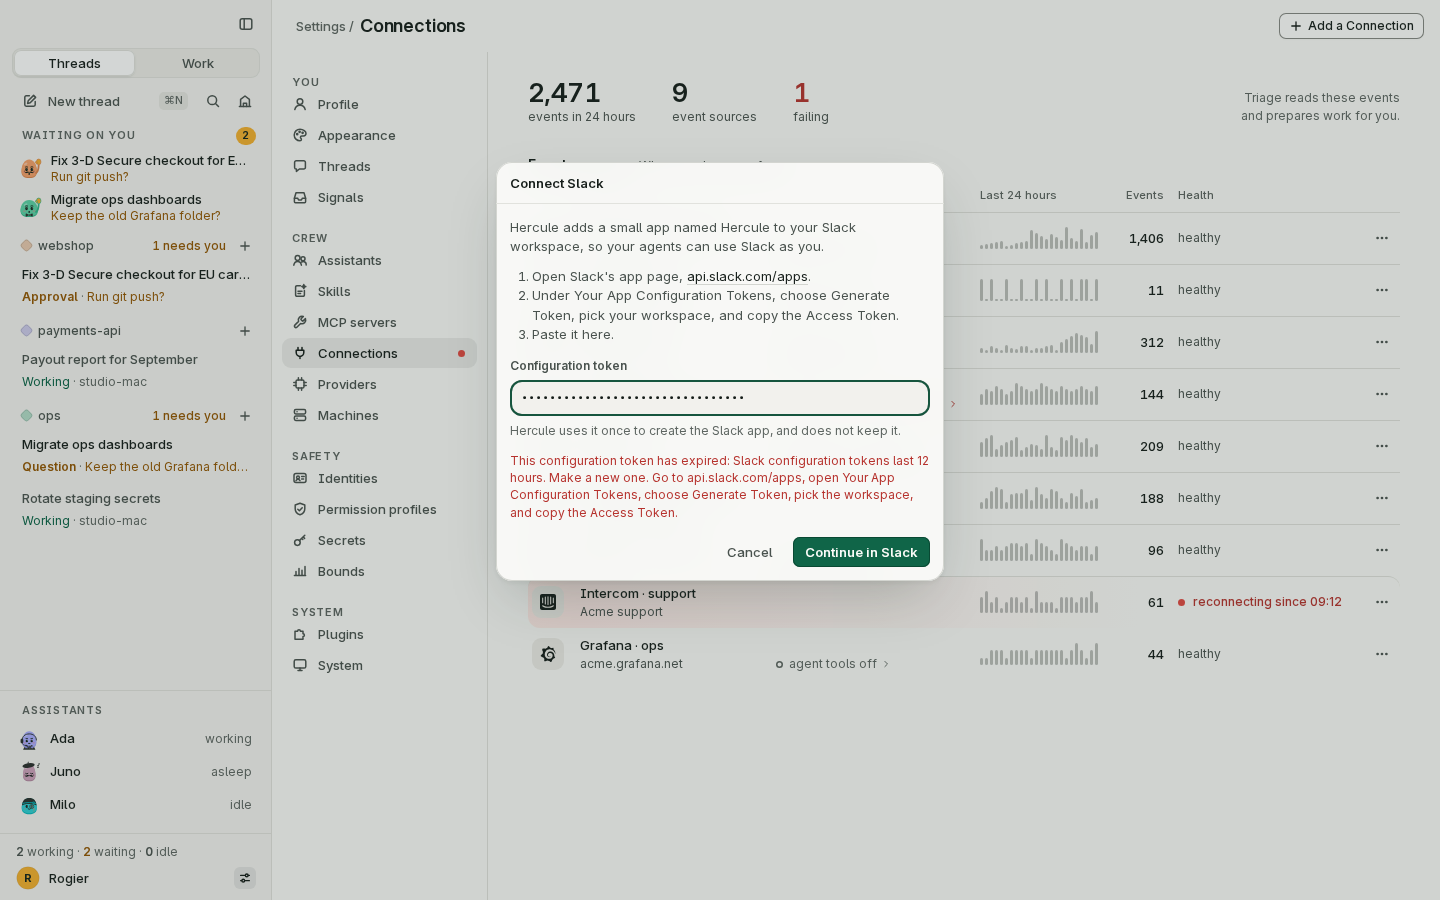 Settings / Connections
Add a Connection
Threads
Work
New thread
⌘N
WAITING ON YOU
2
Fix 3-D Secure checkout for E…
Run git push?
Migrate ops dashboards
Keep the old Grafana folder?
webshop
1 needs you
Fix 3-D Secure checkout for EU car…
Approval · Run git push?
payments-api
Payout report for September
Working · studio-mac
ops
1 needs you
Migrate ops dashboards
Question · Keep the old Grafana fold…
Rotate staging secrets
Working · studio-mac
ASSISTANTS
Ada
working
Juno
asleep
Milo
idle
2 working · 2 waiting · 0 idle
R
Rogier
YOU
Profile
Appearance
Threads
Signals
CREW
Assistants
Skills
MCP servers
Connections
Providers
Machines
SAFETY
Identities
Permission profiles
Secrets
Bounds
SYSTEM
Plugins
System
2,471
events in 24 hours
9
event sources
1
failing
Triage reads these events
and prepares work for you.
Last 24 hours
Events
Health
1,406
healthy
11
healthy
312
healthy
144
healthy
209
healthy
188
healthy
96
healthy
Connect Slack
Hercule adds a small app named Hercule to your Slack
workspace, so your agents can use Slack as you.
1. Open Slack's app page, api.slack.com/apps.
2. Under Your App Configuration Tokens, choose Generate
Token, pick your workspace, and copy the Access Token.
3. Paste it here.
Configuration token
Hercule uses it once to create the Slack app, and does not keep it.
This configuration token has expired: Slack configuration tokens last 12
hours. Make a new one. Go to api.slack.com/apps, open Your App
Configuration Tokens, choose Generate Token, pick the workspace,
and copy the Access Token.
Cancel
Continue in Slack
Intercom · support
Acme support
61
reconnecting since 09:12
Grafana · ops
acme.grafana.net
agent tools off
44
healthy